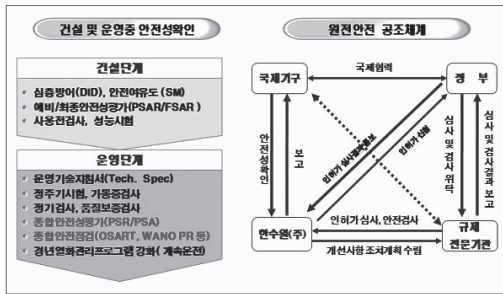 건설 및 운영중 안전성확인
건설단계
심층방어(DID), 안전여유도(SM)
예비/최종안전성평가(PSAR/FSAR )
사용전검사, 성능시험
운영단계
운영기술지침서(Tech. Spec)
정주기시험, 가동중검사
정기검사, 품질보증검사
종합안전성평가(PSR/PSA)
종합안전점검(OSART, WANO PR 등)
경년열화관리프로그램 강화( 계속운전)
원전안전 공조체계
국제기구
국제협력
정 부
안전성확인
보고
인허가 심사결과 통보
인허가 신청
심사 및 검사 위탁
심사 및 검사결과 보고
한수원(주)
인허가 심사, 안전검사
개선사항 조치계획 수립
규제
전문기관